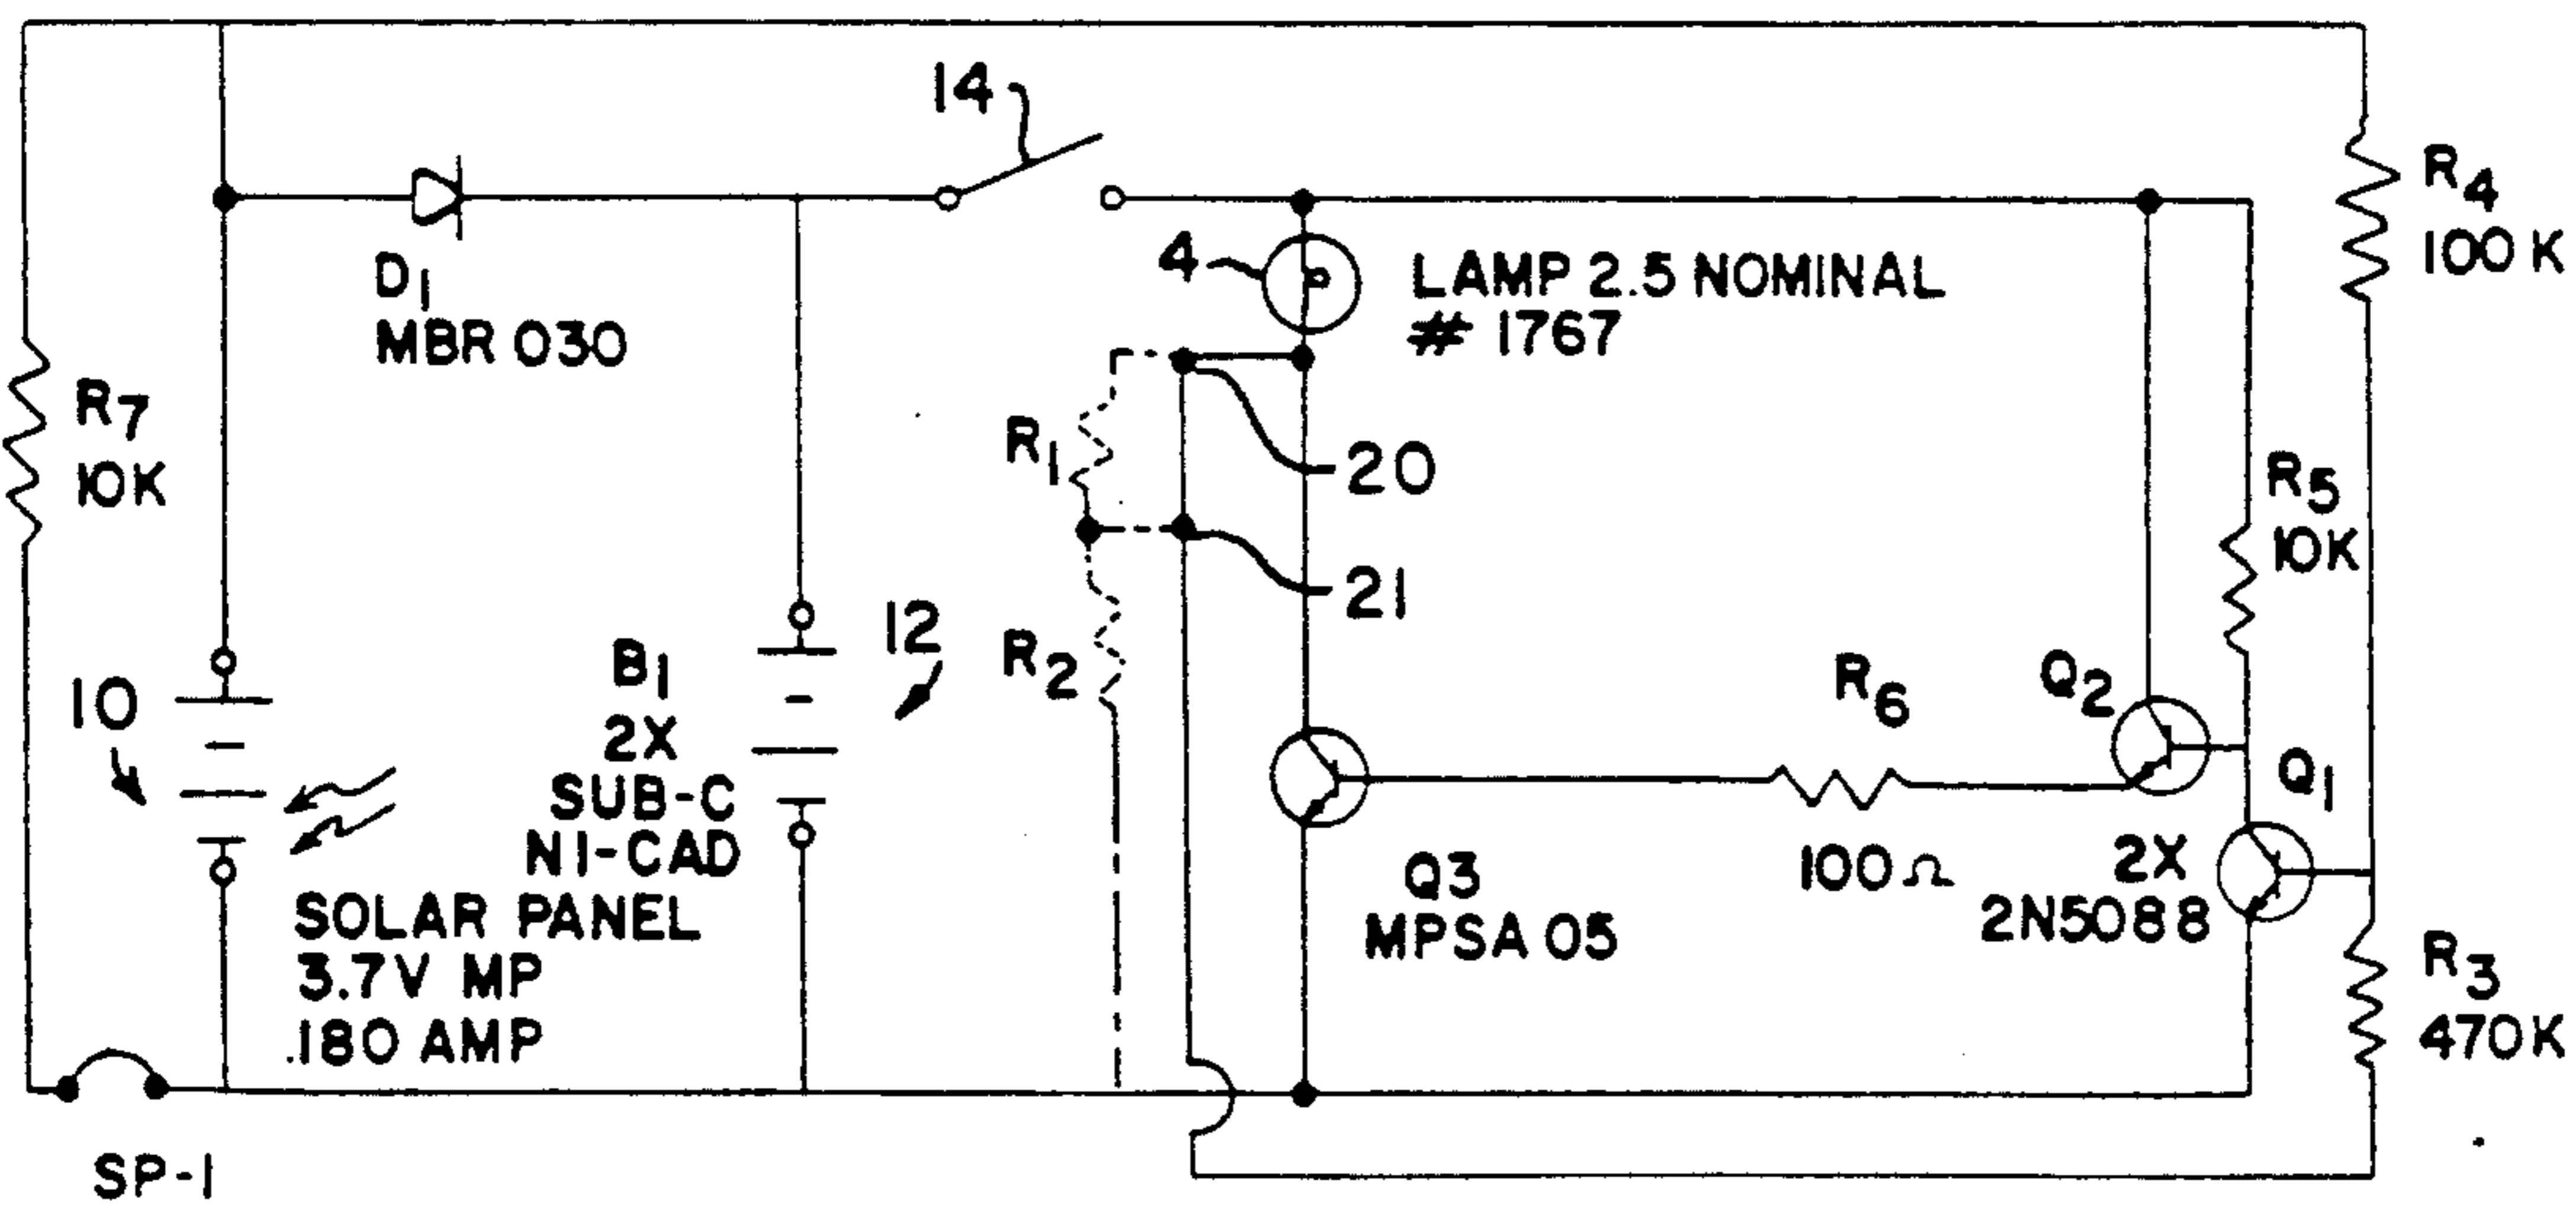 14
R4
100 K
4
LAMP 2.5 NOMINAL
# 1767
D1
MBR 030
R7
10K
R1
20
R5
10K
21
12
B1
2X
SUB-C
NI-CAD
R2
R6
100Ω
Q2
Q1
2X
2N5088
10
SOLAR PANEL
3.7V MP
.180 AMP
Q3
MPSA 05
R3
470K
SP-1